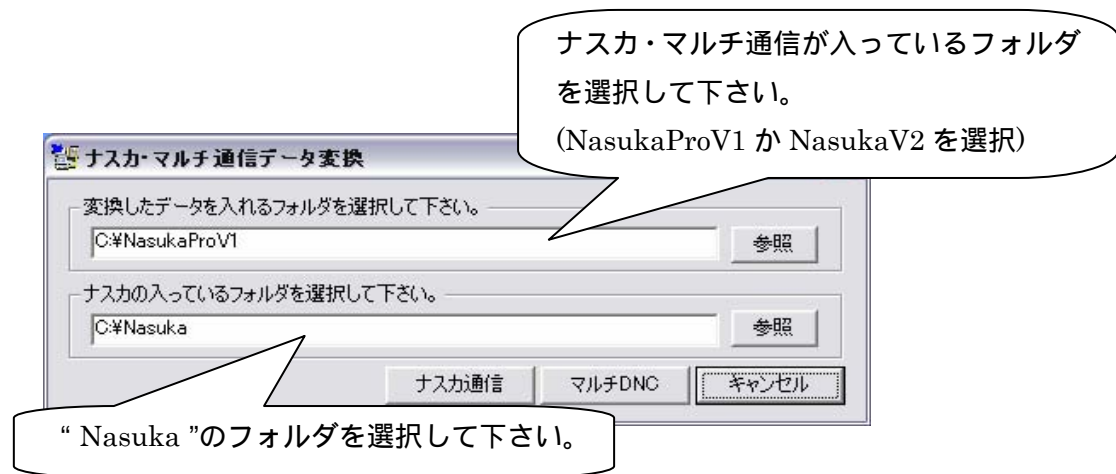 ナスカ・マルチ通信が入っているフォルダ
を選択して下さい。
(NasukaProV1 か NasukaV2 を選択)
ナスカ・マルチ通信データ変換
変換したデータを入れるフォルダを選択して下さい。
C:¥NasukaProV1
参照
ナスカの入っているフォルダを選択して下さい。
C:¥Nasuka
参照
ナスカ通信 マルチDNC キャンセル
“ Nasuka ”のフォルダを選択して下さい。